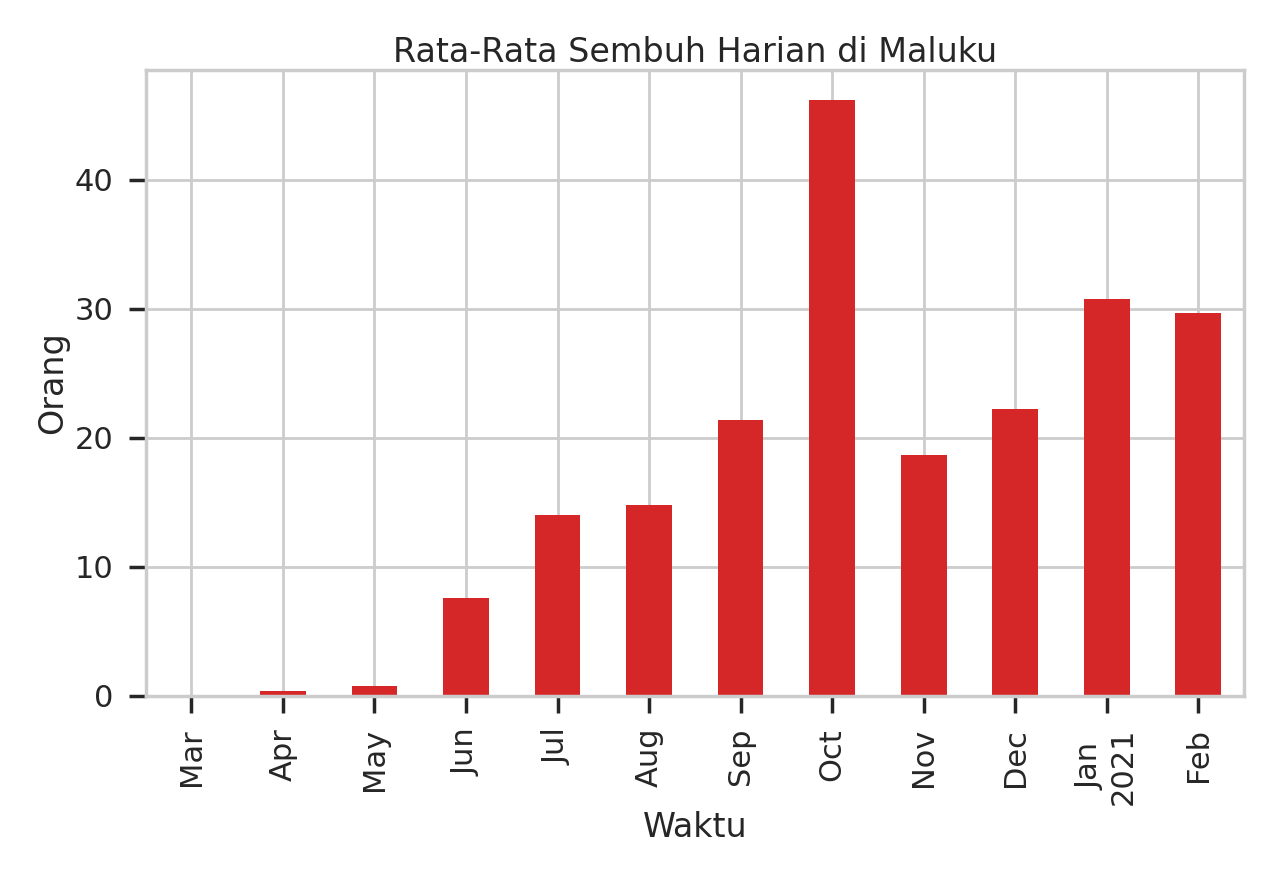 Rata-Rata Sembuh Harian di Maluku
Orang
40
30
20
10
0
Mar
Apr
May
Jun
Jul
Aug
Sep
Oct
Nov
Dec
Jan
2021
Feb
Waktu